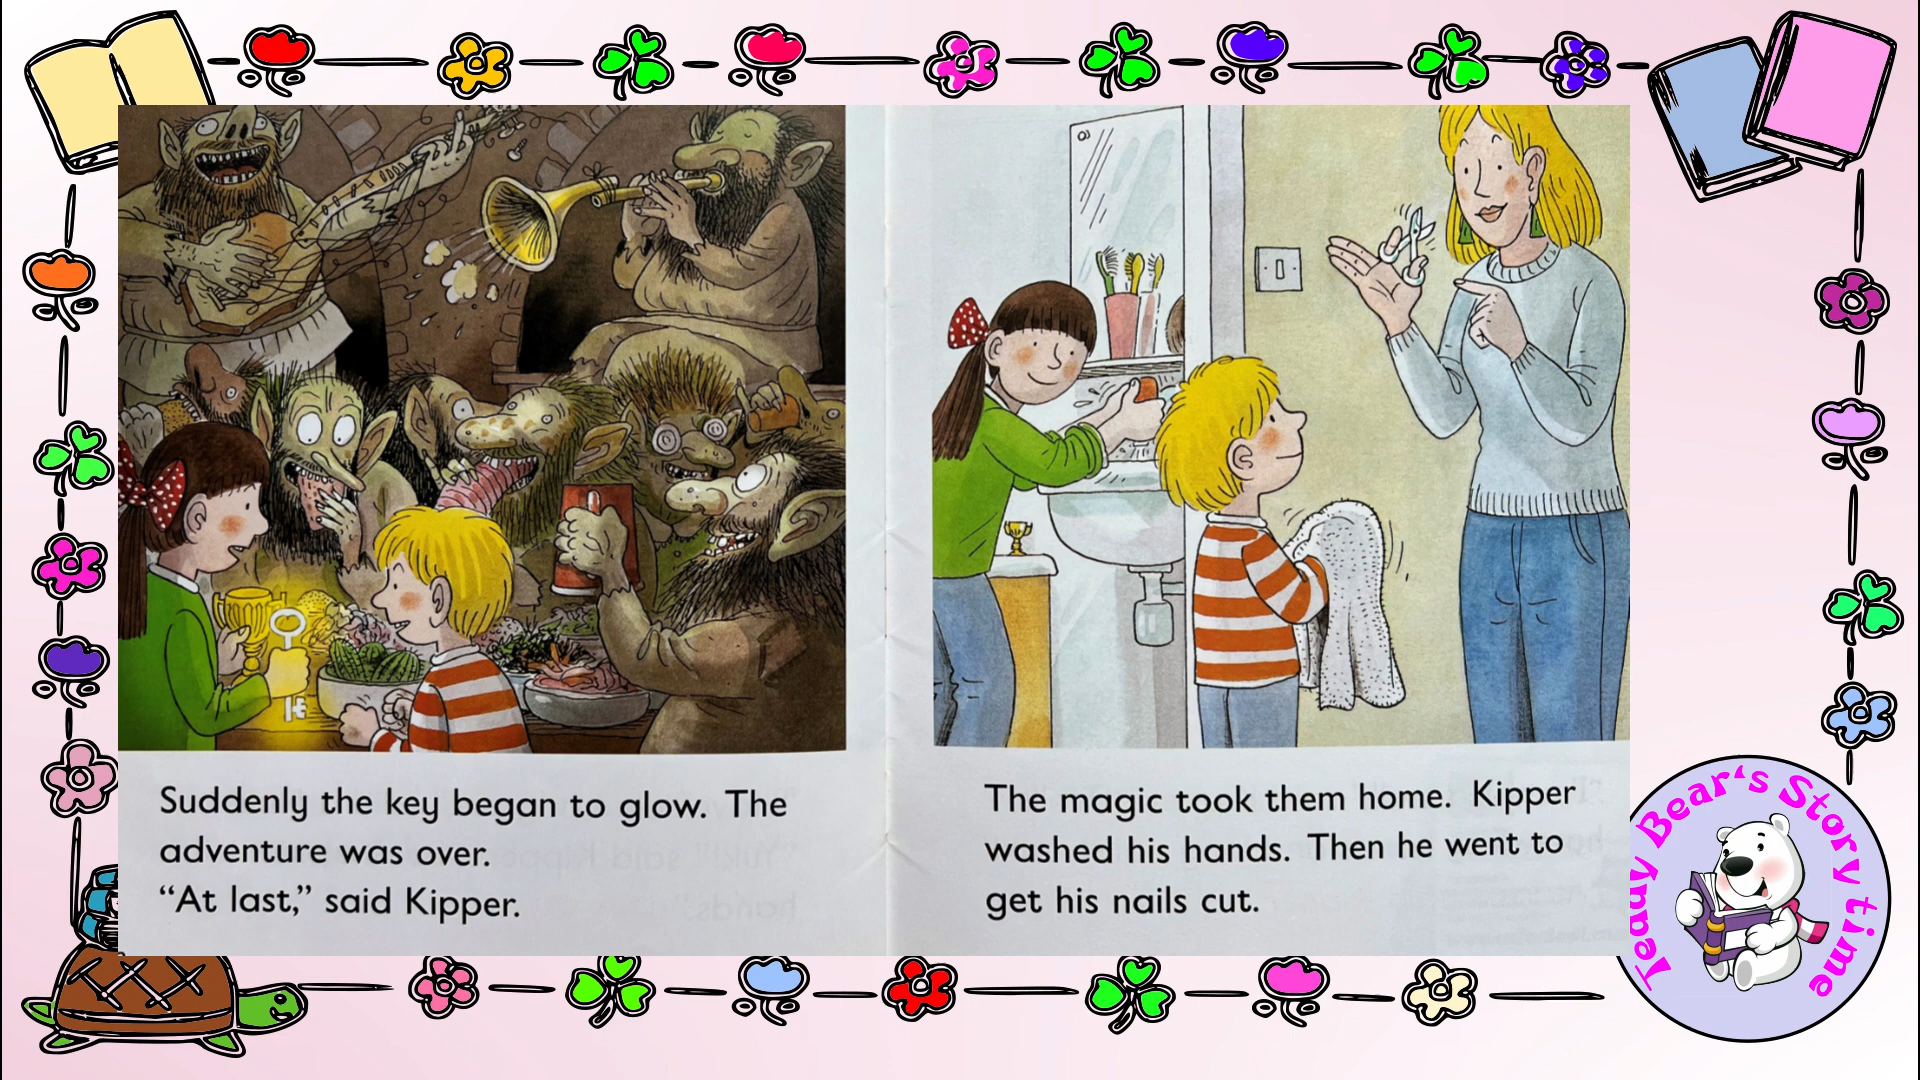 Suddenly the key began to glow. The
adventure was over.
“At last,” said Kipper.
The magic took them home. Kipper
washed his hands. Then he went to
get his nails cut.
Teddy Bear's Story time